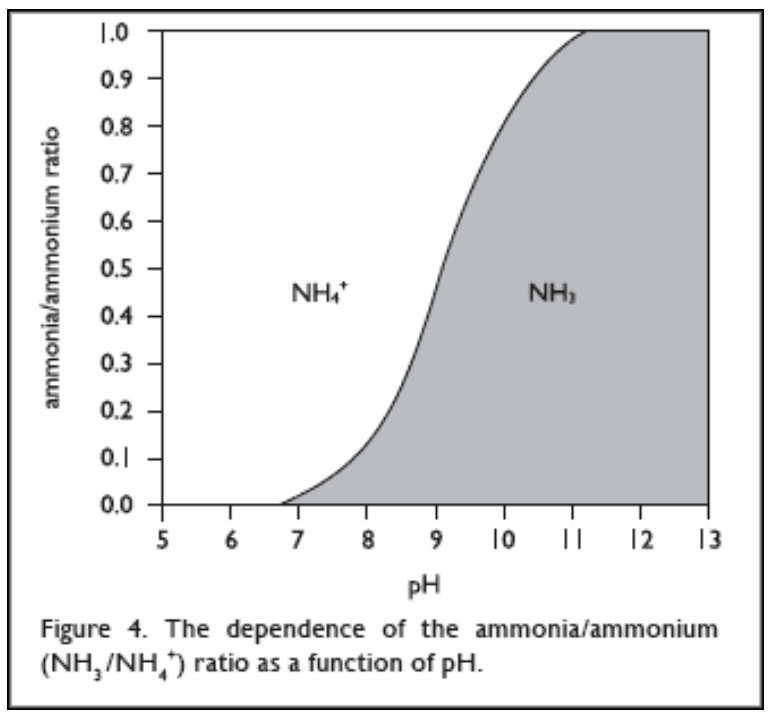 1.0
0.9
0.8
0.7
0.6
0.5
0.4
0.3
0.2
0.1
0.0
ammonia/ammonium ratio
NH₄⁺
NH₃
5 6 7 8 9 10 11 12 13
pH
Figure 4. The dependence of the ammonia/ammonium
(NH₃/NH₄⁺) ratio as a function of pH.